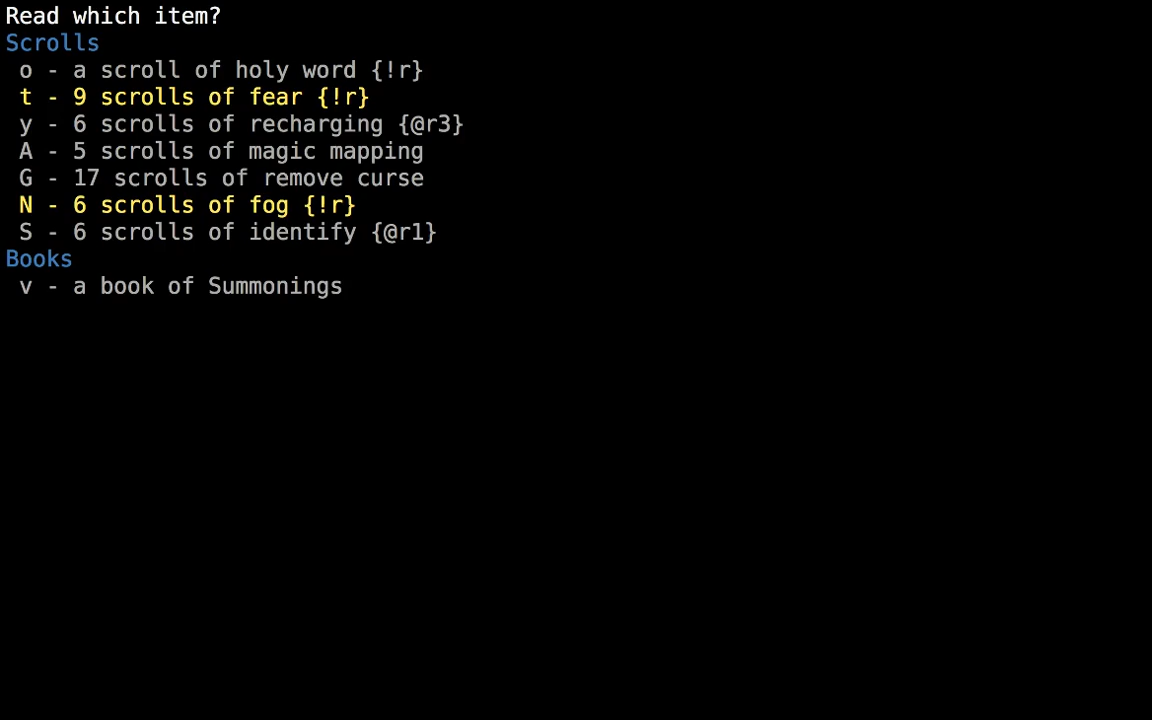 Read which item?
Scrolls
o - a scroll of holy word {!r}
t - 9 scrolls of fear {!r}
y - 6 scrolls of recharging {@r3}
A - 5 scrolls of magic mapping
G - 17 scrolls of remove curse
N - 6 scrolls of fog {!r}
S - 6 scrolls of identify {@r1}
Books
v - a book of Summonings